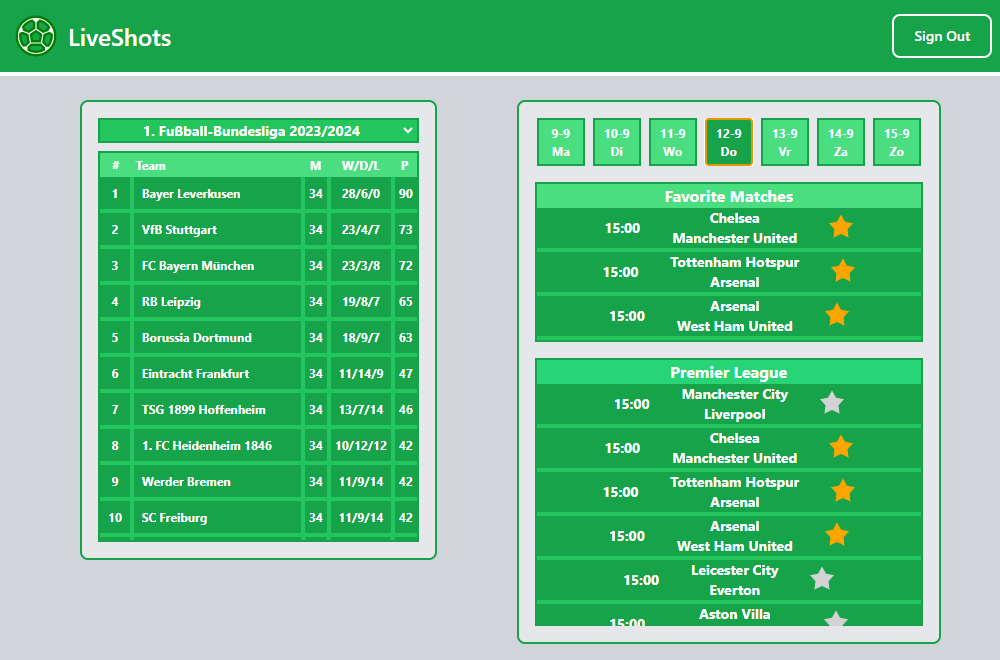 LiveShots
Sign Out
1. Fußball-Bundesliga 2023/2024
# Team M W/D/L P
1 Bayer Leverkusen 34 28/6/0 90
2 VfB Stuttgart 34 23/4/7 73
3 FC Bayern München 34 23/3/8 72
4 RB Leipzig 34 19/8/7 65
5 Borussia Dortmund 34 18/9/7 63
6 Eintracht Frankfurt 34 11/14/9 47
7 TSG 1899 Hoffenheim 34 13/7/14 46
8 1. FC Heidenheim 1846 34 10/12/12 42
9 Werder Bremen 34 11/9/14 42
10 SC Freiburg 34 11/9/14 42
9-9 10-9 11-9 12-9 13-9 14-9 15-9
Ma Di Wo Do Vr Za Zo
Favorite Matches
Chelsea
15:00
Manchester United
Tottenham Hotspur
15:00
Arsenal
Arsenal
15:00
West Ham United
Premier League
Manchester City
15:00
Liverpool
Chelsea
15:00
Manchester United
Tottenham Hotspur
15:00
Arsenal
Arsenal
15:00
West Ham United
Leicester City
15:00
Everton
Aston Villa
15:00